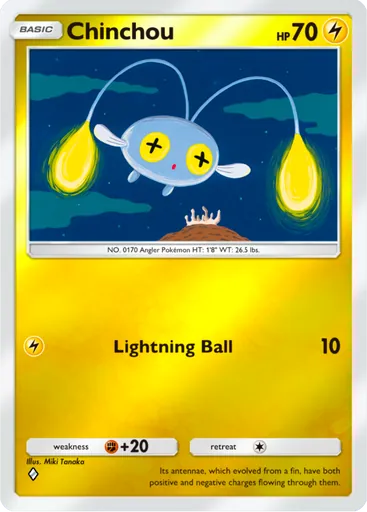 BASIC
Chinchou
HP 70
NO. 0170 Angler Pokémon HT: 1'8" WT: 26.5 lbs.
Lightning Ball 10
weakness +20 retreat
Illus. Miki Tanaka
Its antennae, which evolved from a fin, have both
positive and negative charges flowing through them.